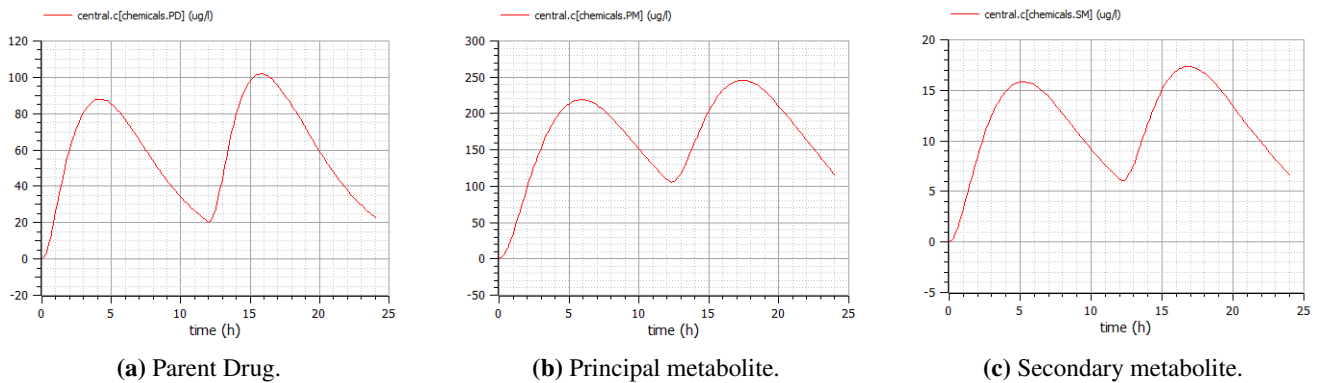 central.c[chemicals.PD] (ug/l)
120
100
80
60
40
20
0
-20
0 5 10 15 20 25
time (h)
(a) Parent Drug.
central.c[chemicals.PM] (ug/l)
300
250
200
150
100
50
0
-50
0 5 10 15 20 25
time (h)
(b) Principal metabolite.
central.c[chemicals.SM] (ug/l)
20
15
10
5
0
-5
0 5 10 15 20 25
time (h)
(c) Secondary metabolite.